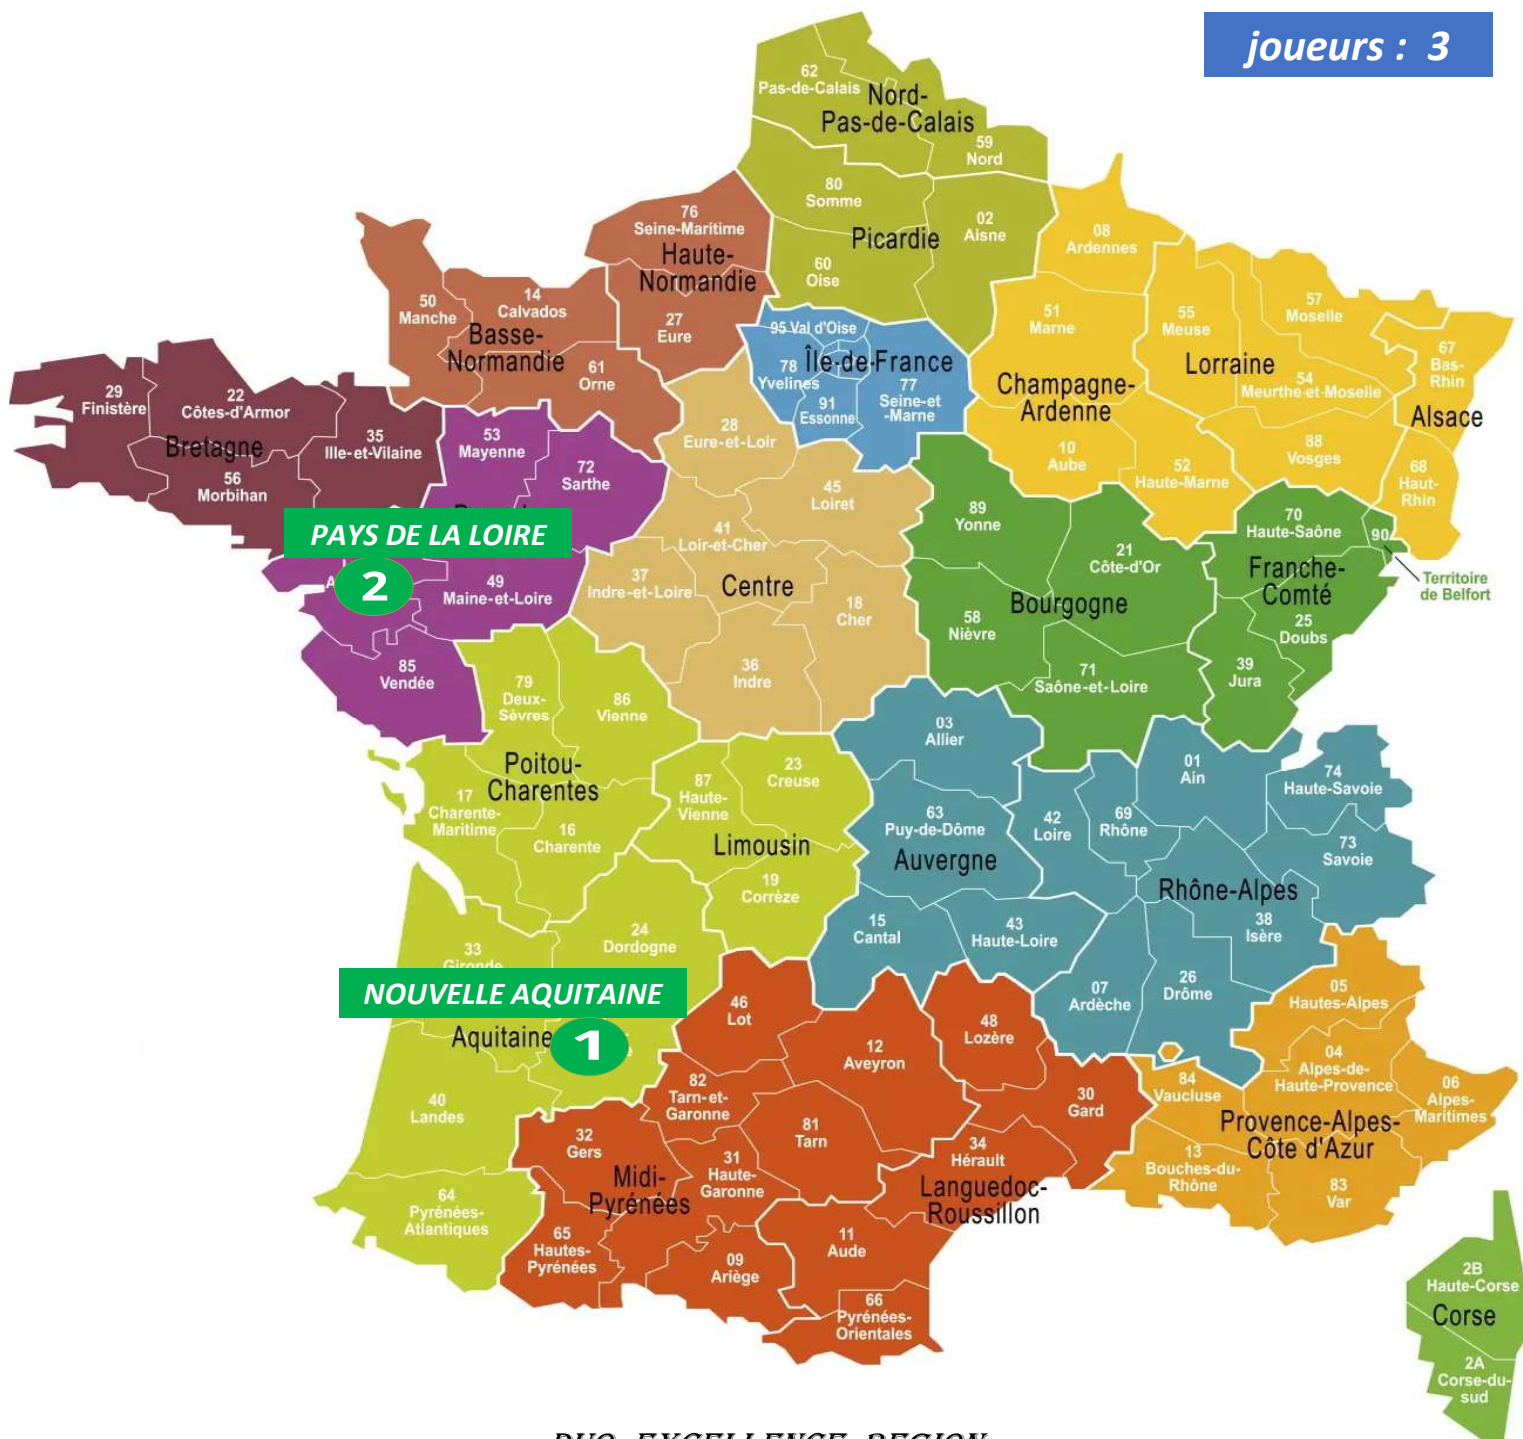 joueurs : 3
62
Pas-de-Calais
Nord-
Pas-de-Calais
59
Nord
80
Somme
02
Aisne
Picardie
60
Oise
76
Seine-Maritime
Haute-
Normandie
27
Eure
08
Ardennes
50
Manche
14
Calvados
Basse-
Normandie
61
Orne
95 Val d'Oise
Île-de-France
78
Yvelines
77
Seine-et
-Marne
91
Essonne
51
Marne
55
Meuse
57
Moselle
Lorraine
54
Meurthe-et-Moselle
67
Bas-
Rhin
Alsace
Champagne-
Ardenne
10
Aube
52
Haute-Marne
88
Vosges
68
Haut-
Rhin
29
Finistère
22
Côtes-d'Armor
35
Ille-et-Vilaine
Bretagne
56
Morbihan
53
Mayenne
72
Sarthe
28
Eure-et-Loir
45
Loiret
PAYS DE LA LOIRE
2
49
Maine-et-Loire
85
Vendée
41
Loir-et-Cher
37
Indre-et-Loire
Centre
18
Cher
36
Indre
89
Yonne
21
Côte-d'Or
Bourgogne
58
Nièvre
71
Saône-et-Loire
70
Haute-Saône
90
Territoire
de Belfort
Franche-
Comté
25
Doubs
39
Jura
79
Deux-
Sèvres
86
Vienne
Poitou-
Charentes
17
Charente-
Maritime
16
Charente
87
Haute-
Vienne
23
Creuse
Limousin
19
Corrèze
03
Allier
63
Puy-de-Dôme
Auvergne
15
Cantal
43
Haute-Loire
42
Loire
69
Rhône
01
Ain
74
Haute-Savoie
73
Savoie
Rhône-Alpes
38
Isère
07
Ardèche
26
Drôme
24
Dordogne
33
Gironde
NOUVELLE AQUITAINE
1
Aquitaine
40
Landes
64
Pyrénées-
Atlantiques
46
Lot
12
Aveyron
48
Lozère
82
Tarn-et-
Garonne
81
Tarn
30
Gard
32
Gers
31
Haute-
Garonne
34
Hérault
Midi-
Pyrénées
Languedoc-
Roussillon
65
Hautes-
Pyrénées
09
Ariège
11
Aude
66
Pyrénées-
Orientales
05
Hautes-Alpes
04
Alpes-de-
Haute-Provence
06
Alpes-
Maritimes
84
Vaucluse
Provence-Alpes-
Côte d'Azur
13
Bouches-du-
Rhône
83
Var
2B
Haute-Corse
Corse
2A
Corse-du-
sud
DUO EXCELLENCE REGION